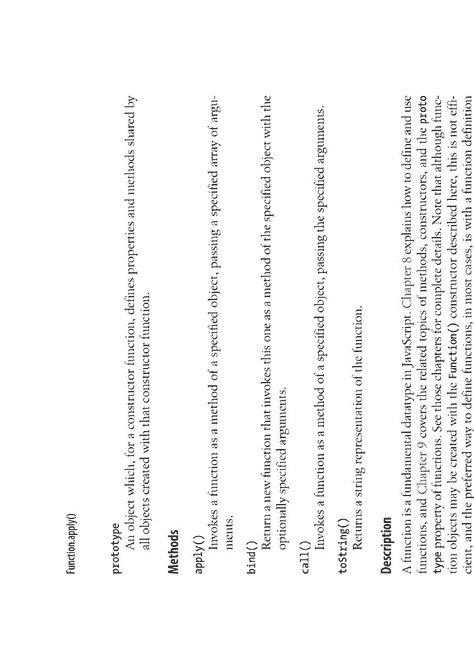 Function.apply()
prototype
An object which, for a constructor function, defines properties and methods shared by
all objects created with that constructor function.
Methods
apply()
Invokes a function as a method of a specified object, passing a specified array of argu-
ments.
bind()
Return a new function that invokes this one as a method of the specified object with the
optionally specified arguments.
call()
Invokes a function as a method of a specified object, passing the specified arguments.
toString()
Returns a string representation of the function.
Description
A function is a fundamental datatype in JavaScript. Chapter 8 explains how to define and use
functions, and Chapter 9 covers the related topics of methods, constructors, and the proto
type property of functions. See those chapters for complete details. Note that although func-
tion objects may be created with the Function() constructor described here, this is not effi-
cient, and the preferred way to define functions, in most cases, is with a function definition